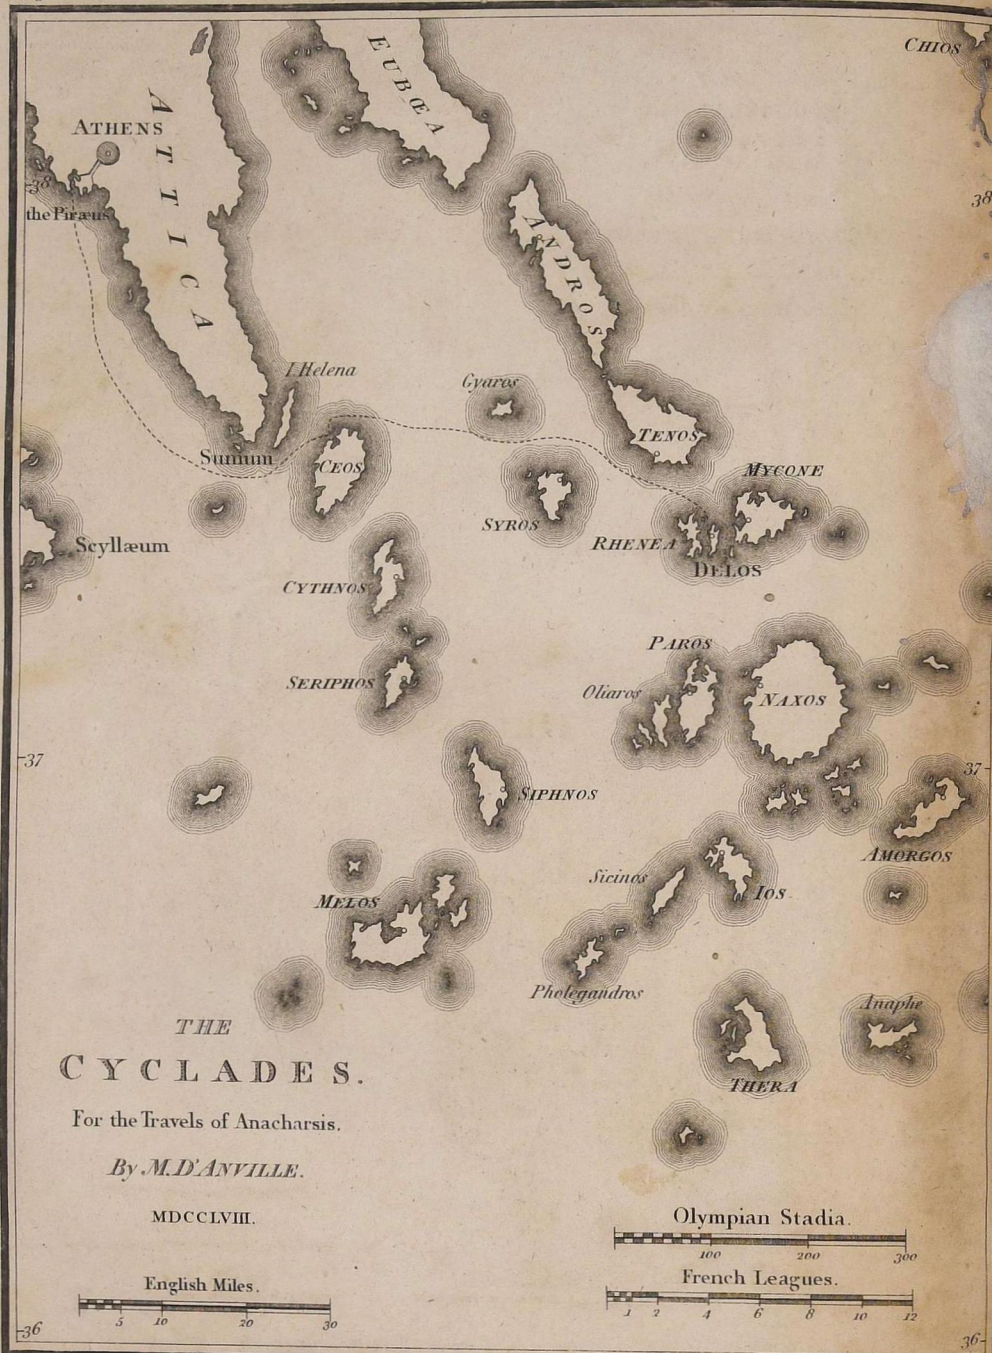 EUBŒA
CHIOS
ATHENS
ATTICA
38
38
the Piræus
ANDROS
I. Helena
Gyaros
TENOS
Sunium
CEOS
MYCONE
SYROS
RHENEA
DELOS
Scyllæum
CYTHNOS
PAROS
SERIPHOS
Oliaros
NAXOS
37
37
SIPHNOS
AMORGOS
Sicinos
IOS
MELOS
Pholegandros
Anaphe
THERA
THE
CYCLADES.
For the Travels of Anacharsis.
By M. D'ANVILLE.
MDCCLVIII.
English Miles.
5 10 20 30
Olympian Stadia.
100 200 300
French Leagues.
1 2 4 6 8 10 12
36
36